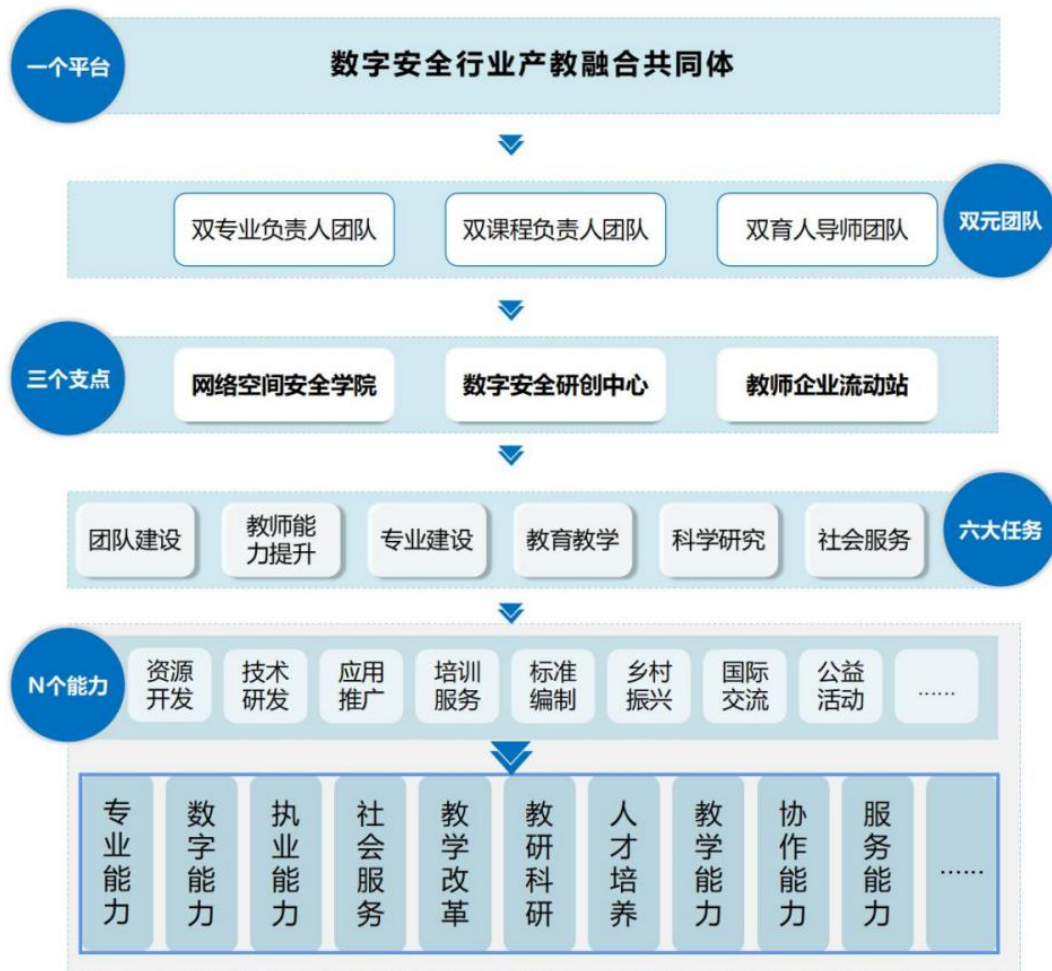 一个平台
数字安全行业产教融合共同体
双专业负责人团队
双课程负责人团队
双育人导师团队
双元团队
三个支点
网络空间安全学院
数字安全研创中心
教师企业流动站
团队建设
教师能
力提升
专业建设
教育教学
科学研究
社会服务
六大任务
N个能力
资源
开发
技术
研发
应用
推广
培训
服务
标准
编制
乡村
振兴
国际
交流
公益
活动
......
专业能力
数字能力
执业能力
社会服务
教学改革
教研科研
人才培养
教学能力
协作能力
服务能力
......